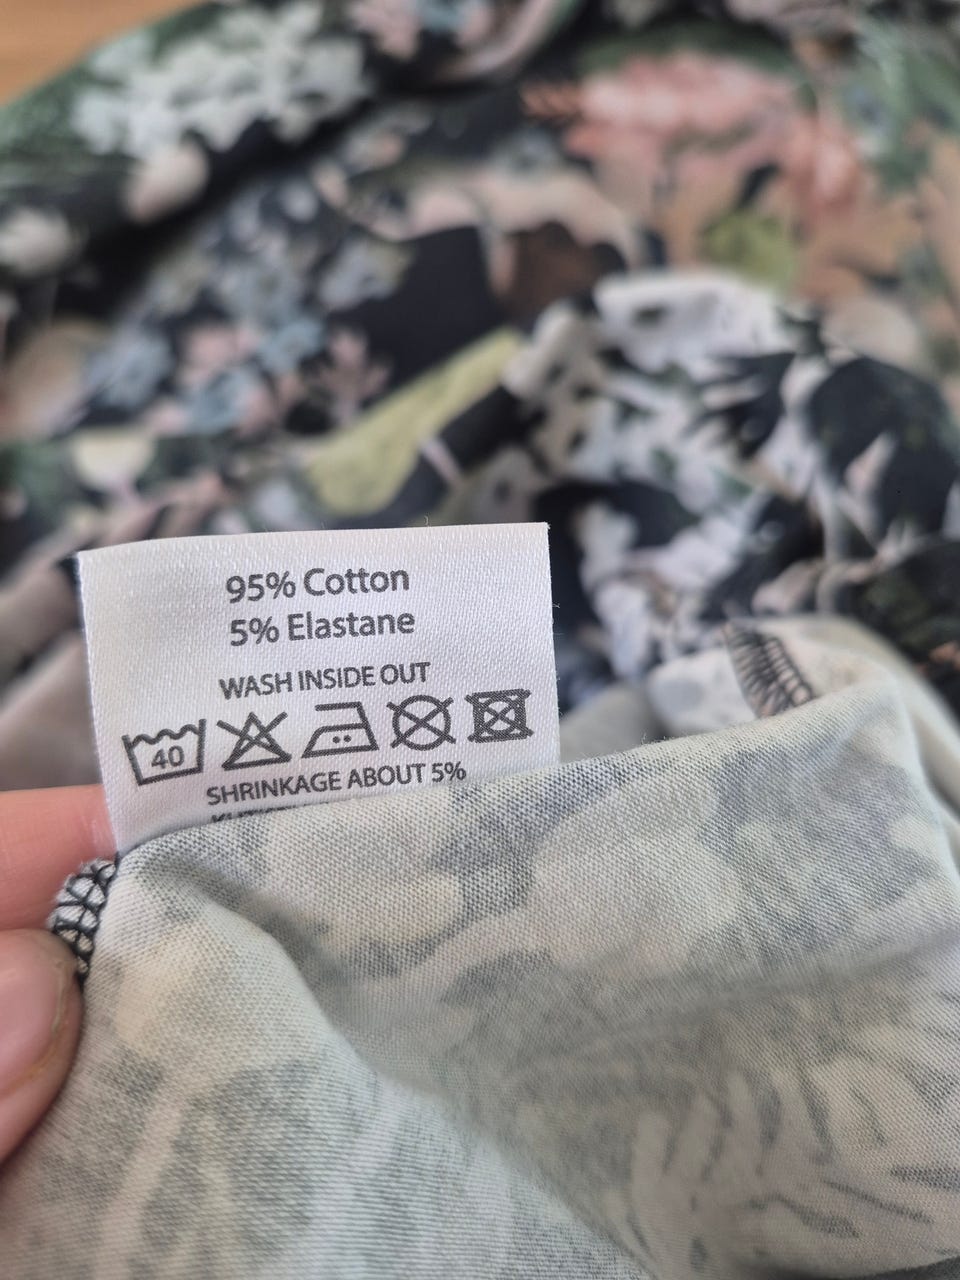 95% Cotton
5% Elastane
WASH INSIDE OUT
40
SHRINKAGE ABOUT 5%